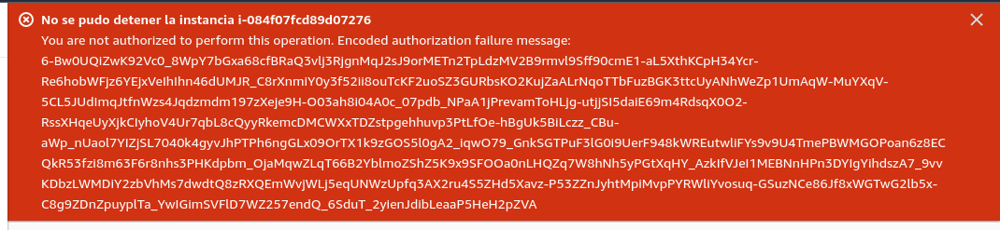 No se pudo detener la instancia i-084f07fcd89d07276
You are not authorized to perform this operation. Encoded authorization failure message:
6-Bw0UQiZwK92Vc0_8WpY7bGxa68cfBRaQ3vlj3RjgnMqJ2sJ9orMETn2TpLdzMV2B9rmvl9Sff90cmE1-aL5XthKCpH34Ycr-
Re6hobWFjz6YEjxVeIhIhn46dUMJR_C8rXnmiY0y3f52ii8ouTcKF2uoSZ3GURbsKO2KujZaALrNqoTTbFuzBGK3ttcUyANhWeZp1UmAqW-MuYXqV-
5CL5JUdImqJtfnWzs4Jqdzmdm197zXeje9H-O03ah8i04A0c_07pdb_NPaA1jPrevamToHLjg-utjjSI5daiE69m4RdsqX0O2-
RssXHqeUyXjkCIyhoV4Ur7qbL8cQyyRkemcDMCWXxTDZstpgehhuvp3PtLfOe-hBgUk5BiLczz_CBu-
aWp_nUaol7YIZjSL7040k4gyvJhPTPh6ngGLx09OrTX1k9zGOS5l0gA2_iqwO79_GnkSGTPuF3lG0i9UerF948kWREutwliFYs9v9U4TmePBWMGOPoan6z8EC
QkR53fzi8m63F6r8nhs3PHKdpbm_OjaMqwZLqT66B2YblmoZShZ5K9x9SFOOa0nLHQZq7W8hNh5yPGtXqHY_AzkIfVJeI1MEBNnHPn3DYIgYihdszA7_9vv
KDbzLWMDiY2zbVhMs7dwdtQ8zRXQEmWvjWLj5eqUNWzUpfq3AX2ru4S5ZHd5Xavz-P53ZZnJyhtMpiMvpPYRWliYvosuq-GSuzNCe86Jf8xWGTwG2lb5x-
C8g9ZDnZpuyplTa_YwIGimSVFlD7WZ257endQ_6SduT_2yienJdibLeaaP5HeH2pZVA